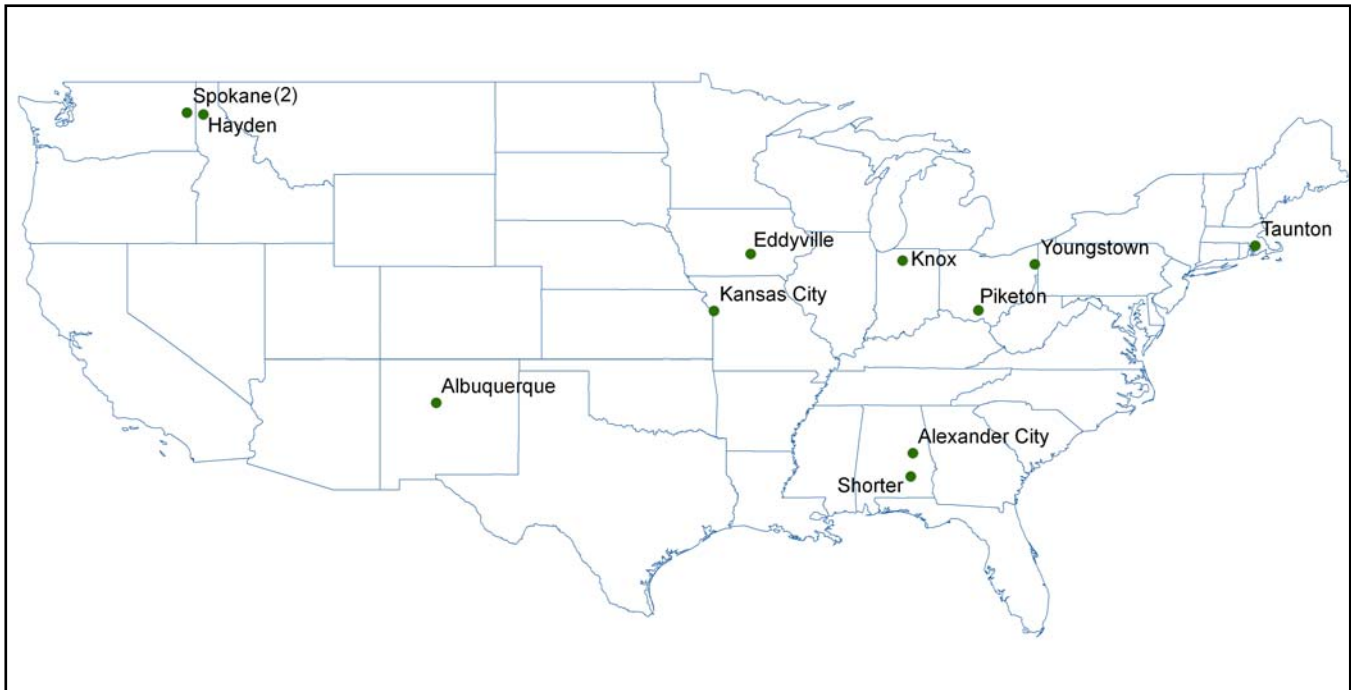 Spokane(2)
Hayden
Taunton
Eddyville
Knox
Youngstown
Kansas City
Piketon
Albuquerque
Alexander City
Shorter